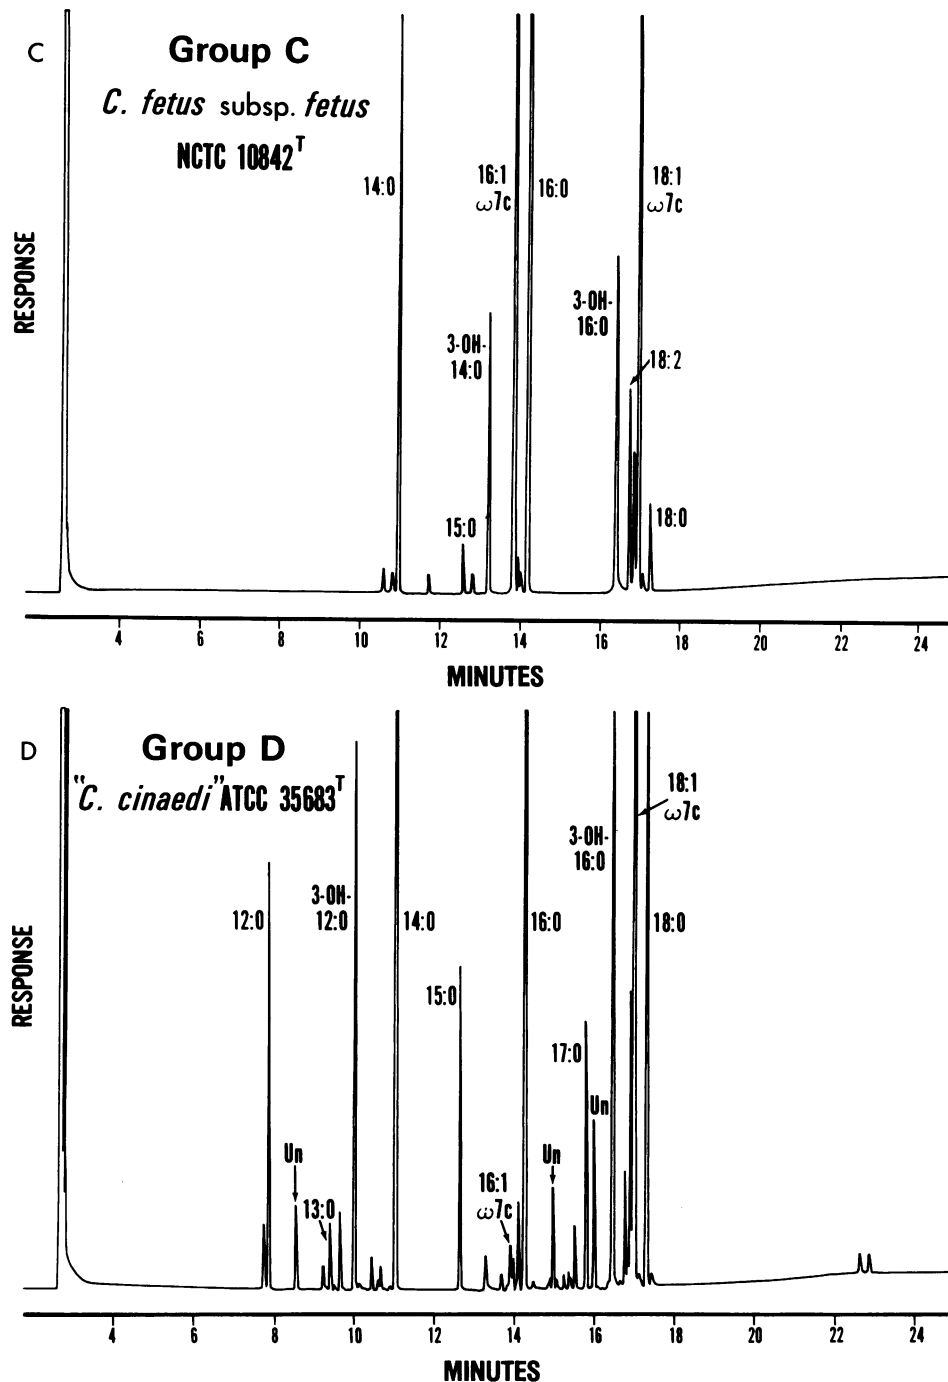 C
Group C
C. fetus subsp. fetus
NCTC 10842T
14:0
16:1
ω7c
16:0
18:1
ω7c
3-OH-
16:0
3-OH-
14:0
18:2
15:0
18:0
RESPONSE
4 6 8 10 12 14 16 18 20 22 24
MINUTES
D
Group D
"C. cinaedi" ATCC 35683T
18:1
ω7c
3-OH-
16:0
3-OH-
12:0
12:0
14:0
16:0
18:0
15:0
17:0
Un
Un
Un
13:0
16:1
ω7c
RESPONSE
4 6 8 10 12 14 16 18 20 22 24
MINUTES